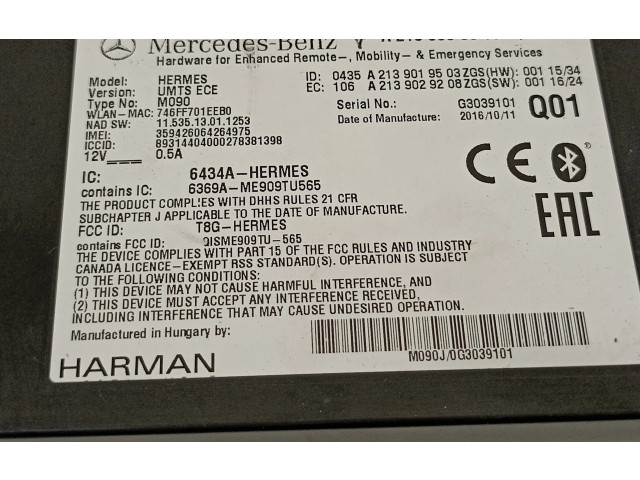 Mercedes-Benz
Hardware for Enhanced Remote-, Mobility- & Emergency Services
Model: HERMES ID: 0435 A 213 901 95 03 ZGS(HW): 001 15/34
Version: UMTS ECE EC: 106 A 213 902 92 08 ZGS(SW): 001 16/24
Type No: M090
WLAN-MAC: 746FF701EEB0 Serial No.: G3039101
NAD SW: 11.535.13.01.1253 Date of Manufacture: 2016/10/11 Q01
IMEI: 359426064264975
ICCID: 89314404000278381398
12V 0.5A
IC: 6434A-HERMES
contains IC: 6369A-ME909TU565
THE PRODUCT COMPLIES WITH DHHS RULES 21 CFR
SUBCHAPTER J APPLICABLE TO THE DATE OF MANUFACTURE.
FCC ID: T8G-HERMES
contains FCC ID: QISME909TU-565
THE DEVICE COMPLIES WITH PART 15 OF THE FCC RULES AND INDUSTRY
CANADA LICENCE-EXEMPT RSS STANDARD(S). OPERATION IS SUBJECT
TO THE FOLLOWING CONDITIONS:
(1) THIS DEVICE MAY NOT CAUSE HARMFUL INTERFERENCE, AND
(2) THIS DEVICE MUST ACCEPT ANY INTERFERENCE,
INCLUDING INTERFERENCE THAT MAY CAUSE UNDESIRED OPERATION.
CE
EAC
Manufactured in Hungary by:
HARMAN
M090J/0G3039101